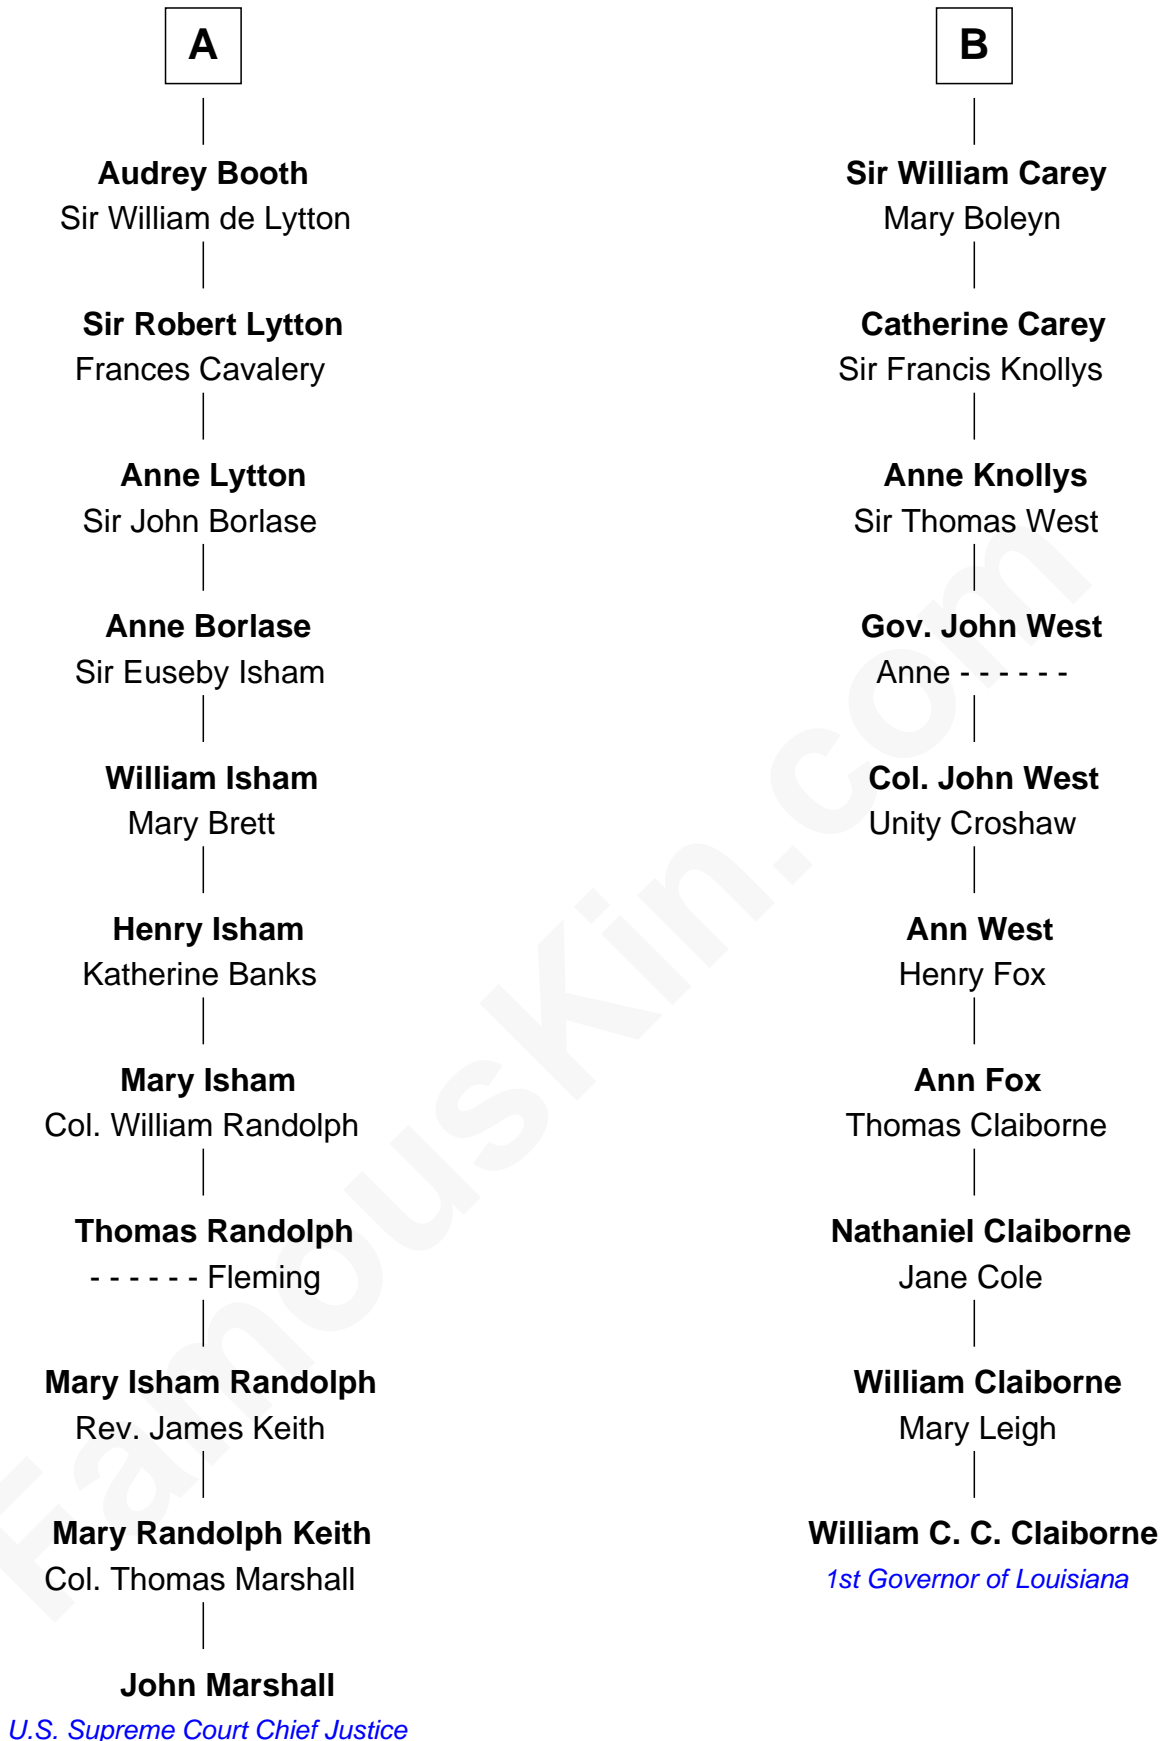 A
Audrey Booth
Sir William de Lytton
Sir Robert Lytton
Frances Cavalery
Anne Lytton
Sir John Borlase
Anne Borlase
Sir Euseby Isham
William Isham
Mary Brett
Henry Isham
Katherine Banks
Mary Isham
Col. William Randolph
Thomas Randolph
- - - - - - Fleming
Mary Isham Randolph
Rev. James Keith
Mary Randolph Keith
Col. Thomas Marshall
John Marshall
U.S. Supreme Court Chief Justice
B
Sir William Carey
Mary Boleyn
Catherine Carey
Sir Francis Knollys
Anne Knollys
Sir Thomas West
Gov. John West
Anne - - - - - -
Col. John West
Unity Croshaw
Ann West
Henry Fox
Ann Fox
Thomas Claiborne
Nathaniel Claiborne
Jane Cole
William Claiborne
Mary Leigh
William C. C. Claiborne
1st Governor of Louisiana
FamousKin.com